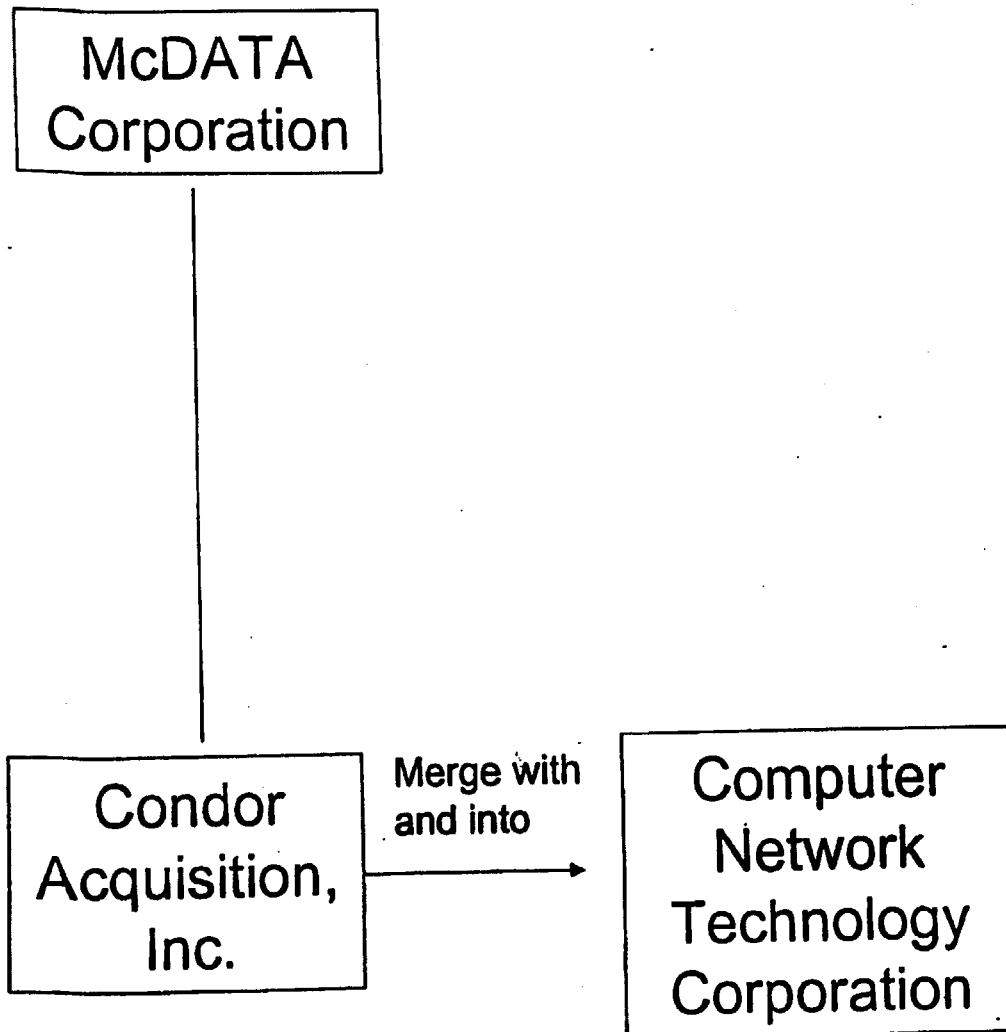 McDATA
Corporation
Condor
Acquisition,
Inc.
Merge with
and into
Computer
Network
Technology
Corporation